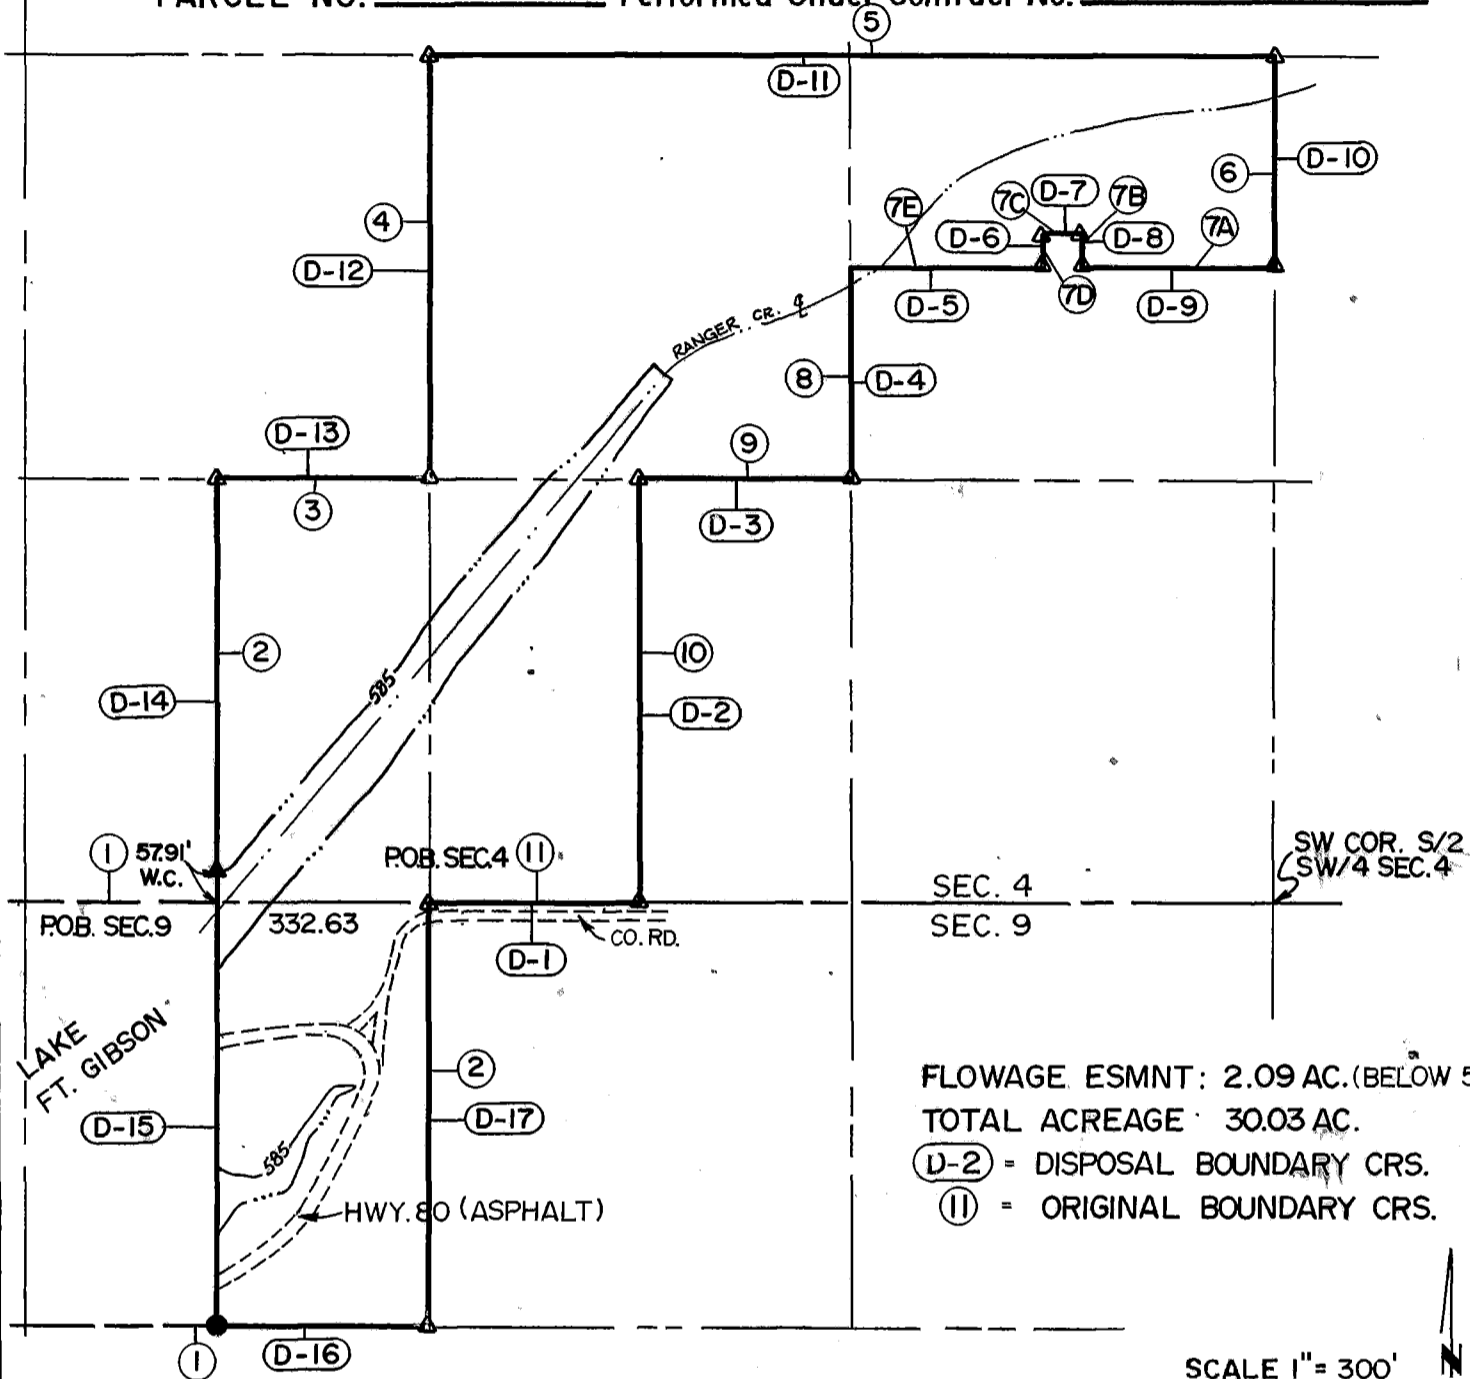 PARCEL NO. Performed Under Contract No.
5
D-11
6
D-10
4
7E
7C
D-7
7B
D-6
D-8
7A
D-12
D-5
7D
D-9
RANGER CR. ℄
8
D-4
D-13
9
3
D-3
2
10
585
D-14
D-2
1
57.91'
W.C.
P.O.B. SEC.4
11
SW COR. S/2
SW/4 SEC. 4
SEC. 4
P.O.B. SEC.9
332.63
SEC. 9
CO. RD.
D-1
LAKE
FT. GIBSON
2
FLOWAGE ESMNT: 2.09 AC. (BELOW
D-15
D-17
TOTAL ACREAGE 30.03 AC.
585
D-2 = DISPOSAL BOUNDARY CRS.
HWY. 80 (ASPHALT)
11 = ORIGINAL BOUNDARY CRS.
1
D-16
SCALE 1" = 300'
N